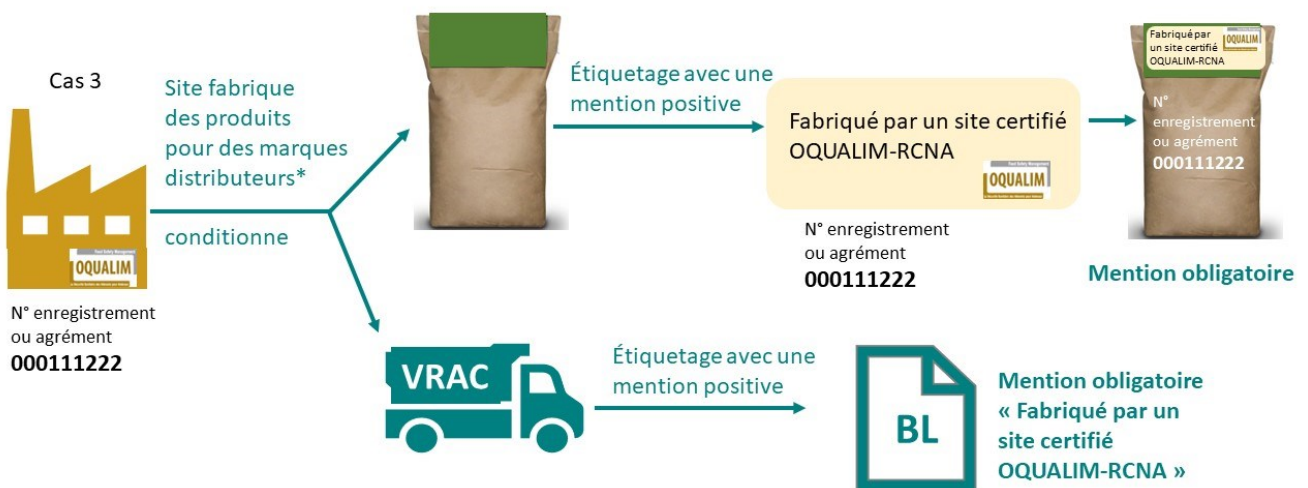 Cas 3
OQUALIM
N° enregistrement
ou agrément
000111222
Site fabrique
des produits
pour des marques
distributeurs*
conditionne
Étiquetage avec une
mention positive
Fabriqué par un site certifié
OQUALIM-RCNA
OQUALIM
N° enregistrement
ou agrément
000111222
Fabriqué par
un site certifié
OQUALIM-RCNA
OQUALIM
N°
enregistrement
ou agrément
000111222
Mention obligatoire
VRAC
Étiquetage avec une
mention positive
BL
Mention obligatoire
« Fabriqué par un
site certifié
OQUALIM-RCNA »